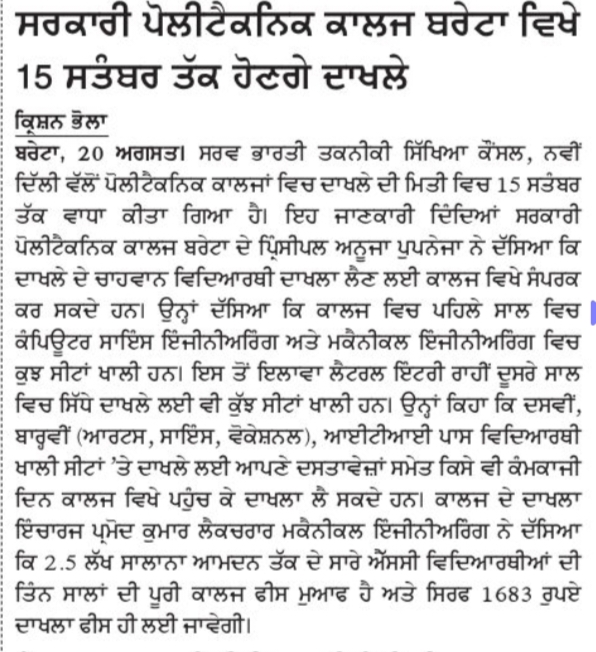 ਸਰਕਾਰੀ ਪੋਲੀਟੈਕਨਿਕ ਕਾਲਜ ਬਰੇਟਾ ਵਿਖੇ
15 ਸਤੰਬਰ ਤੱਕ ਹੋਣਗੇ ਦਾਖਲੇ
ਕ੍ਰਿਸ਼ਨ ਭੋਲਾ
ਬਰੇਟਾ, 20 ਅਗਸਤ। ਸਰਵ ਭਾਰਤੀ ਤਕਨੀਕੀ ਸਿੱਖਿਆ ਕੌਂਸਲ, ਨਵੀਂ
ਦਿੱਲੀ ਵੱਲੋਂ ਪੋਲੀਟੈਕਨਿਕ ਕਾਲਜਾਂ ਵਿਚ ਦਾਖਲੇ ਦੀ ਮਿਤੀ ਵਿਚ 15 ਸਤੰਬਰ
ਤੱਕ ਵਾਧਾ ਕੀਤਾ ਗਿਆ ਹੈ। ਇਹ ਜਾਣਕਾਰੀ ਦਿੰਦਿਆਂ ਸਰਕਾਰੀ
ਪੋਲੀਟੈਕਨਿਕ ਕਾਲਜ ਬਰੇਟਾ ਦੇ ਪ੍ਰਿੰਸੀਪਲ ਅਨੂਜਾ ਪੁਪਨੇਜਾ ਨੇ ਦੱਸਿਆ ਕਿ
ਦਾਖਲੇ ਦੇ ਚਾਹਵਾਨ ਵਿਦਿਆਰਥੀ ਦਾਖਲਾ ਲੈਣ ਲਈ ਕਾਲਜ ਵਿਖੇ ਸੰਪਰਕ
ਕਰ ਸਕਦੇ ਹਨ। ਉਨ੍ਹਾਂ ਦੱਸਿਆ ਕਿ ਕਾਲਜ ਵਿਚ ਪਹਿਲੇ ਸਾਲ ਵਿਚ
ਕੰਪਿਊਟਰ ਸਾਇੰਸ ਇੰਜੀਨੀਅਰਿੰਗ ਅਤੇ ਮਕੈਨੀਕਲ ਇੰਜੀਨੀਅਰਿੰਗ ਵਿਚ
ਕੁਝ ਸੀਟਾਂ ਖਾਲੀ ਹਨ। ਇਸ ਤੋਂ ਇਲਾਵਾ ਲੈਟਰਲ ਇੰਟਰੀ ਰਾਹੀਂ ਦੂਸਰੇ ਸਾਲ
ਵਿਚ ਸਿੱਧੇ ਦਾਖਲੇ ਲਈ ਵੀ ਕੁੱਝ ਸੀਟਾਂ ਖਾਲੀ ਹਨ। ਉਨ੍ਹਾਂ ਕਿਹਾ ਕਿ ਦਸਵੀਂ,
ਬਾਰ੍ਹਵੀਂ (ਆਰਟਸ, ਸਾਇੰਸ, ਵੋਕੇਸ਼ਨਲ), ਆਈਟੀਆਈ ਪਾਸ ਵਿਦਿਆਰਥੀ
ਖਾਲੀ ਸੀਟਾਂ 'ਤੇ ਦਾਖਲੇ ਲਈ ਆਪਣੇ ਦਸਤਾਵੇਜ਼ਾਂ ਸਮੇਤ ਕਿਸੇ ਵੀ ਕੰਮਕਾਜੀ
ਦਿਨ ਕਾਲਜ ਵਿਖੇ ਪਹੁੰਚ ਕੇ ਦਾਖਲਾ ਲੈ ਸਕਦੇ ਹਨ। ਕਾਲਜ ਦੇ ਦਾਖਲਾ
ਇੰਚਾਰਜ ਪ੍ਰਮੋਦ ਕੁਮਾਰ ਲੈਕਚਰਾਰ ਮਕੈਨੀਕਲ ਇੰਜੀਨੀਅਰਿੰਗ ਨੇ ਦੱਸਿਆ
ਕਿ 2.5 ਲੱਖ ਸਾਲਾਨਾ ਆਮਦਨ ਤੱਕ ਦੇ ਸਾਰੇ ਐੱਸਸੀ ਵਿਦਿਆਰਥੀਆਂ ਦੀ
ਤਿੰਨ ਸਾਲਾਂ ਦੀ ਪੂਰੀ ਕਾਲਜ ਫੀਸ ਮੁਆਫ ਹੈ ਅਤੇ ਸਿਰਫ 1683 ਰੁਪਏ
ਦਾਖਲਾ ਫੀਸ ਹੀ ਲਈ ਜਾਵੇਗੀ।